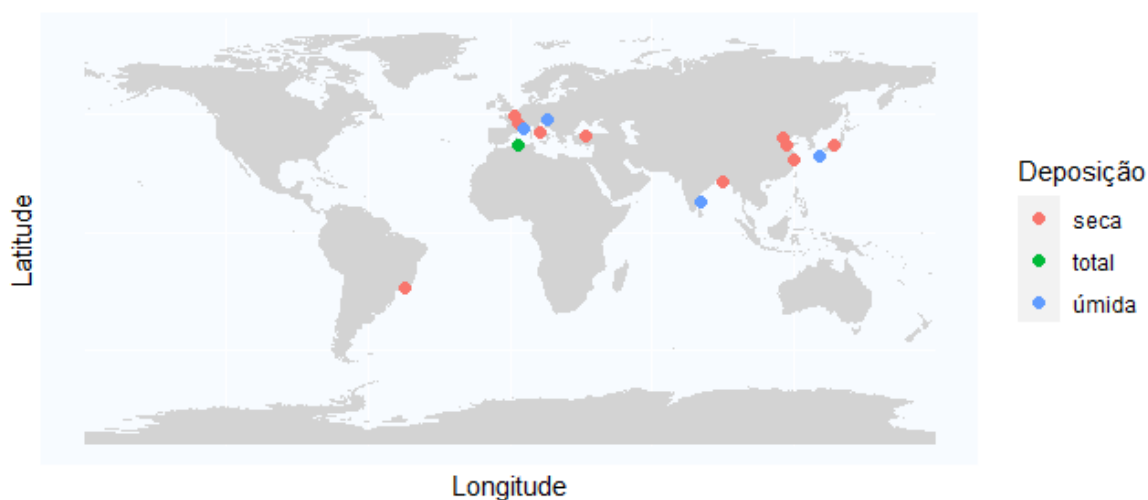 Latitude
Longitude
Deposição
seca
total
úmida